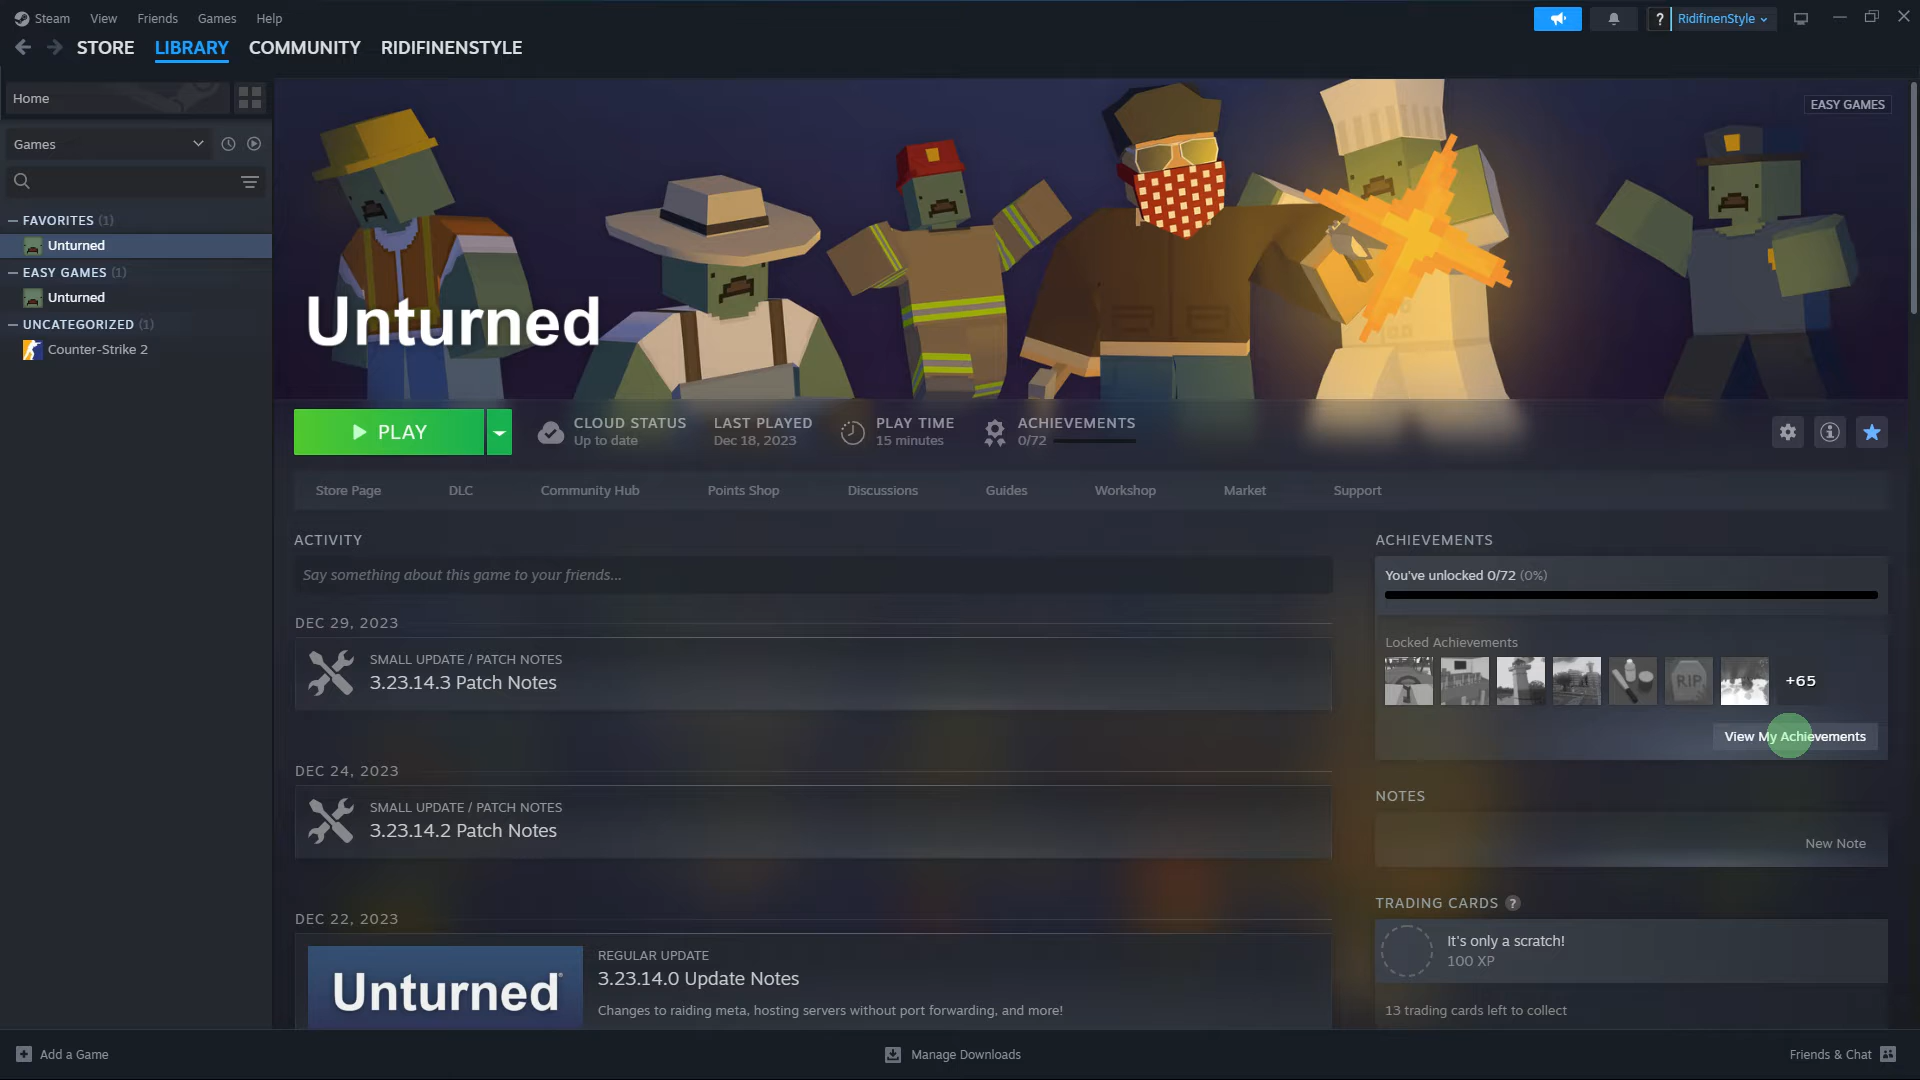 Steam View Friends Games Help
? RidifinenStyle
STORE LIBRARY COMMUNITY RIDIFINENSTYLE
Home
EASY GAMES
Games
FAVORITES (1)
Unturned
EASY GAMES (1)
Unturned
UNCATEGORIZED (1)
Counter-Strike 2
Unturned
PLAY
CLOUD STATUS
Up to date
LAST PLAYED
Dec 18, 2023
PLAY TIME
15 minutes
ACHIEVEMENTS
0/72
Store Page DLC Community Hub Points Shop Discussions Guides Workshop Market Support
ACTIVITY
Say something about this game to your friends...
DEC 29, 2023
SMALL UPDATE / PATCH NOTES
3.23.14.3 Patch Notes
DEC 24, 2023
SMALL UPDATE / PATCH NOTES
3.23.14.2 Patch Notes
DEC 22, 2023
Unturned®
REGULAR UPDATE
3.23.14.0 Update Notes
Changes to raiding meta, hosting servers without port forwarding, and more!
ACHIEVEMENTS
You've unlocked 0/72 (0%)
Locked Achievements
RIP
+65
View My Achievements
NOTES
New Note
TRADING CARDS ?
It's only a scratch!
100 XP
13 trading cards left to collect
Add a Game
Manage Downloads
Friends & Chat